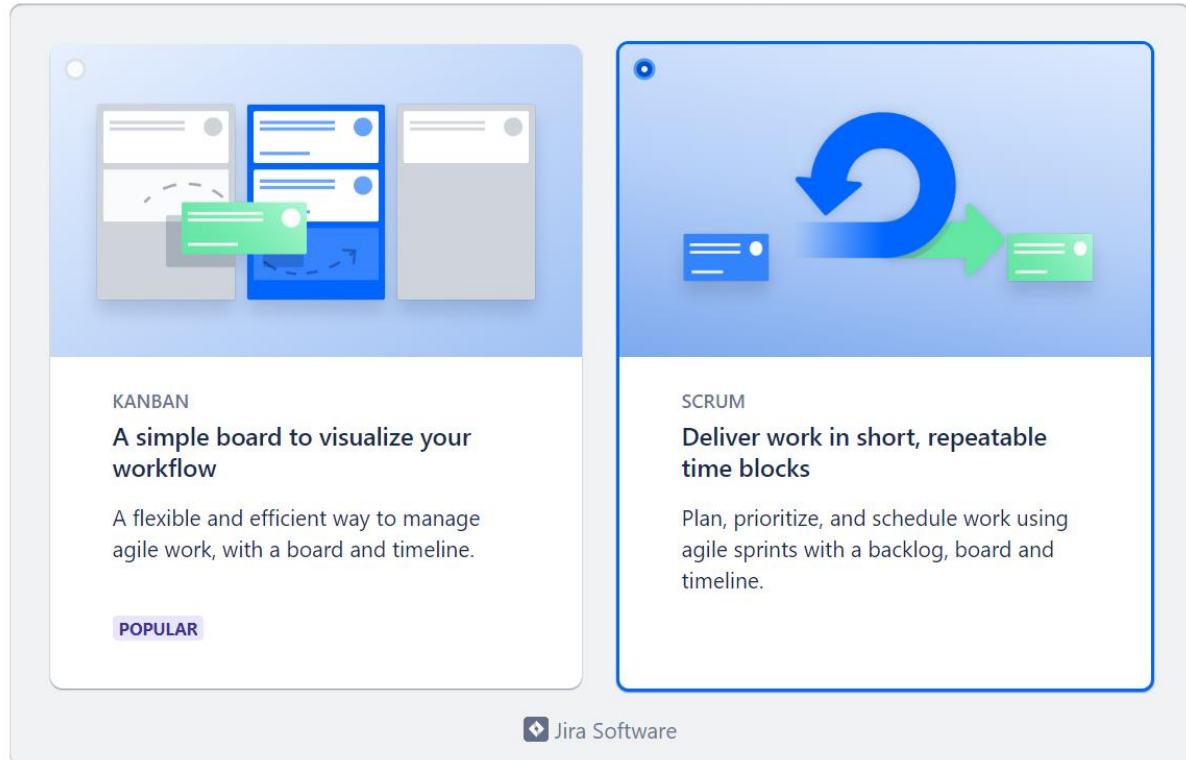 KANBAN
A simple board to visualize your
workflow
A flexible and efficient way to manage
agile work, with a board and timeline.
POPULAR
SCRUM
Deliver work in short, repeatable
time blocks
Plan, prioritize, and schedule work using
agile sprints with a backlog, board and
timeline.
Jira Software